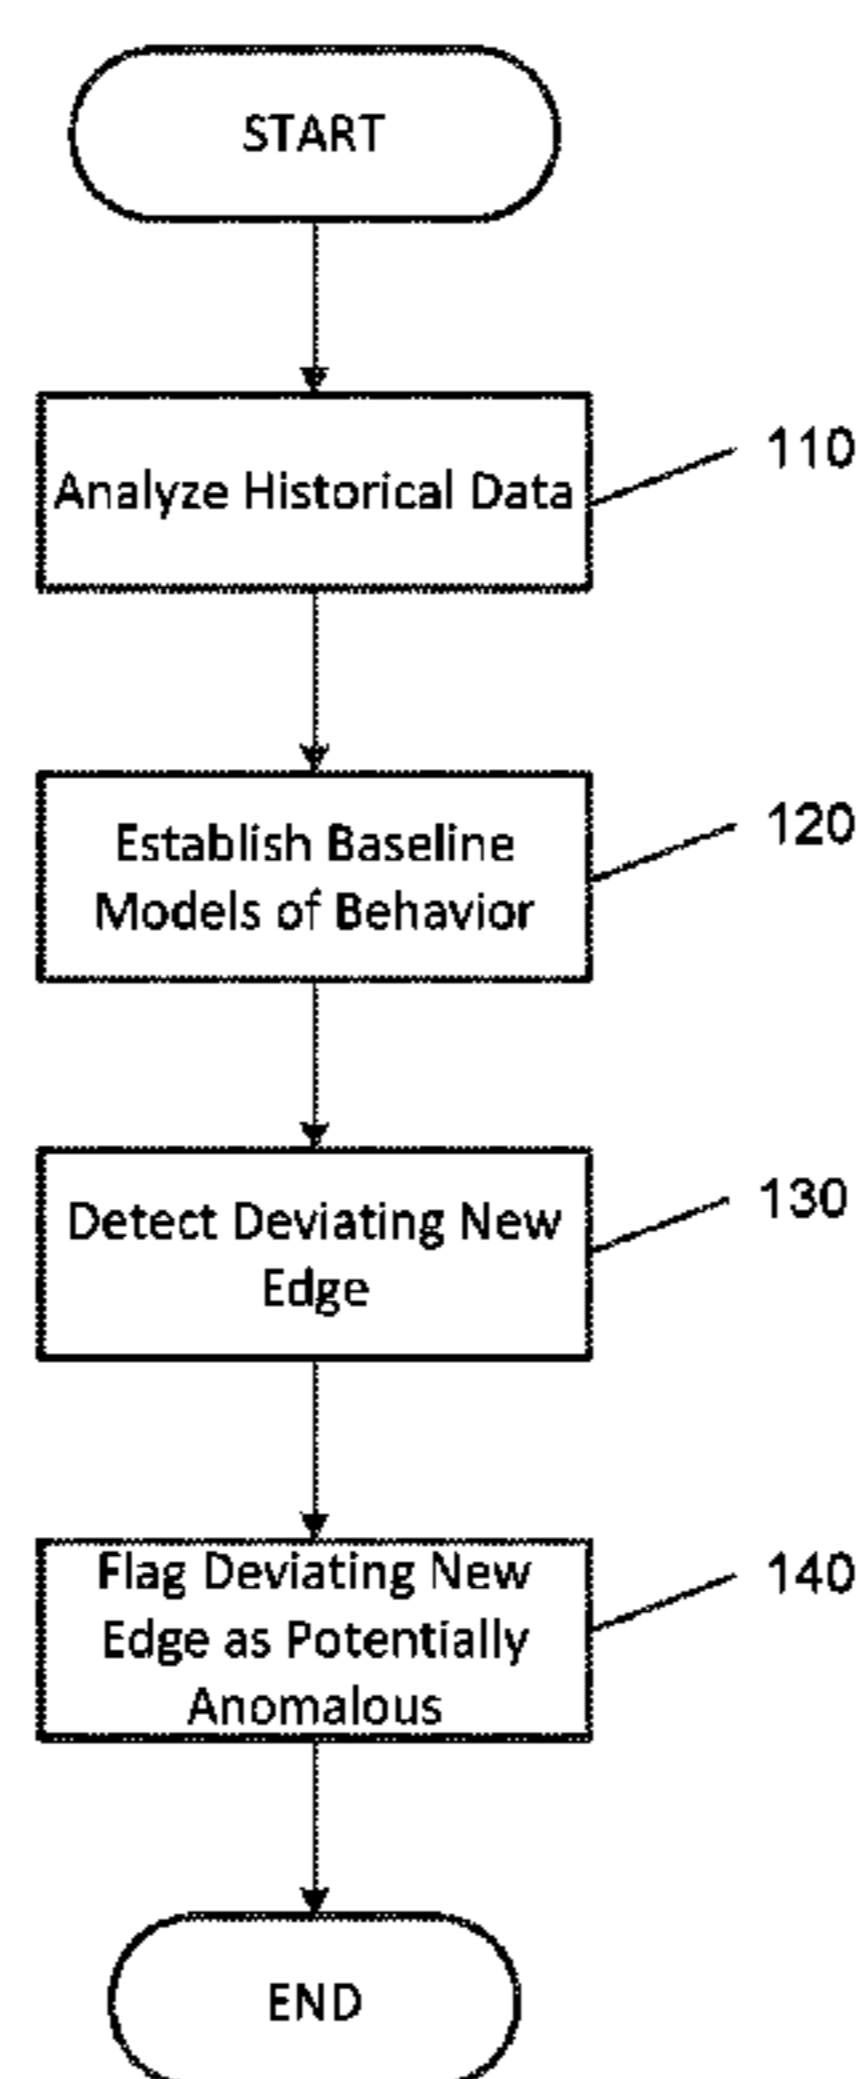 START
Analyze Historical Data
110
Establish Baseline
Models of Behavior
120
Detect Deviating New
Edge
130
Flag Deviating New
Edge as Potentially
Anomalous
140
END